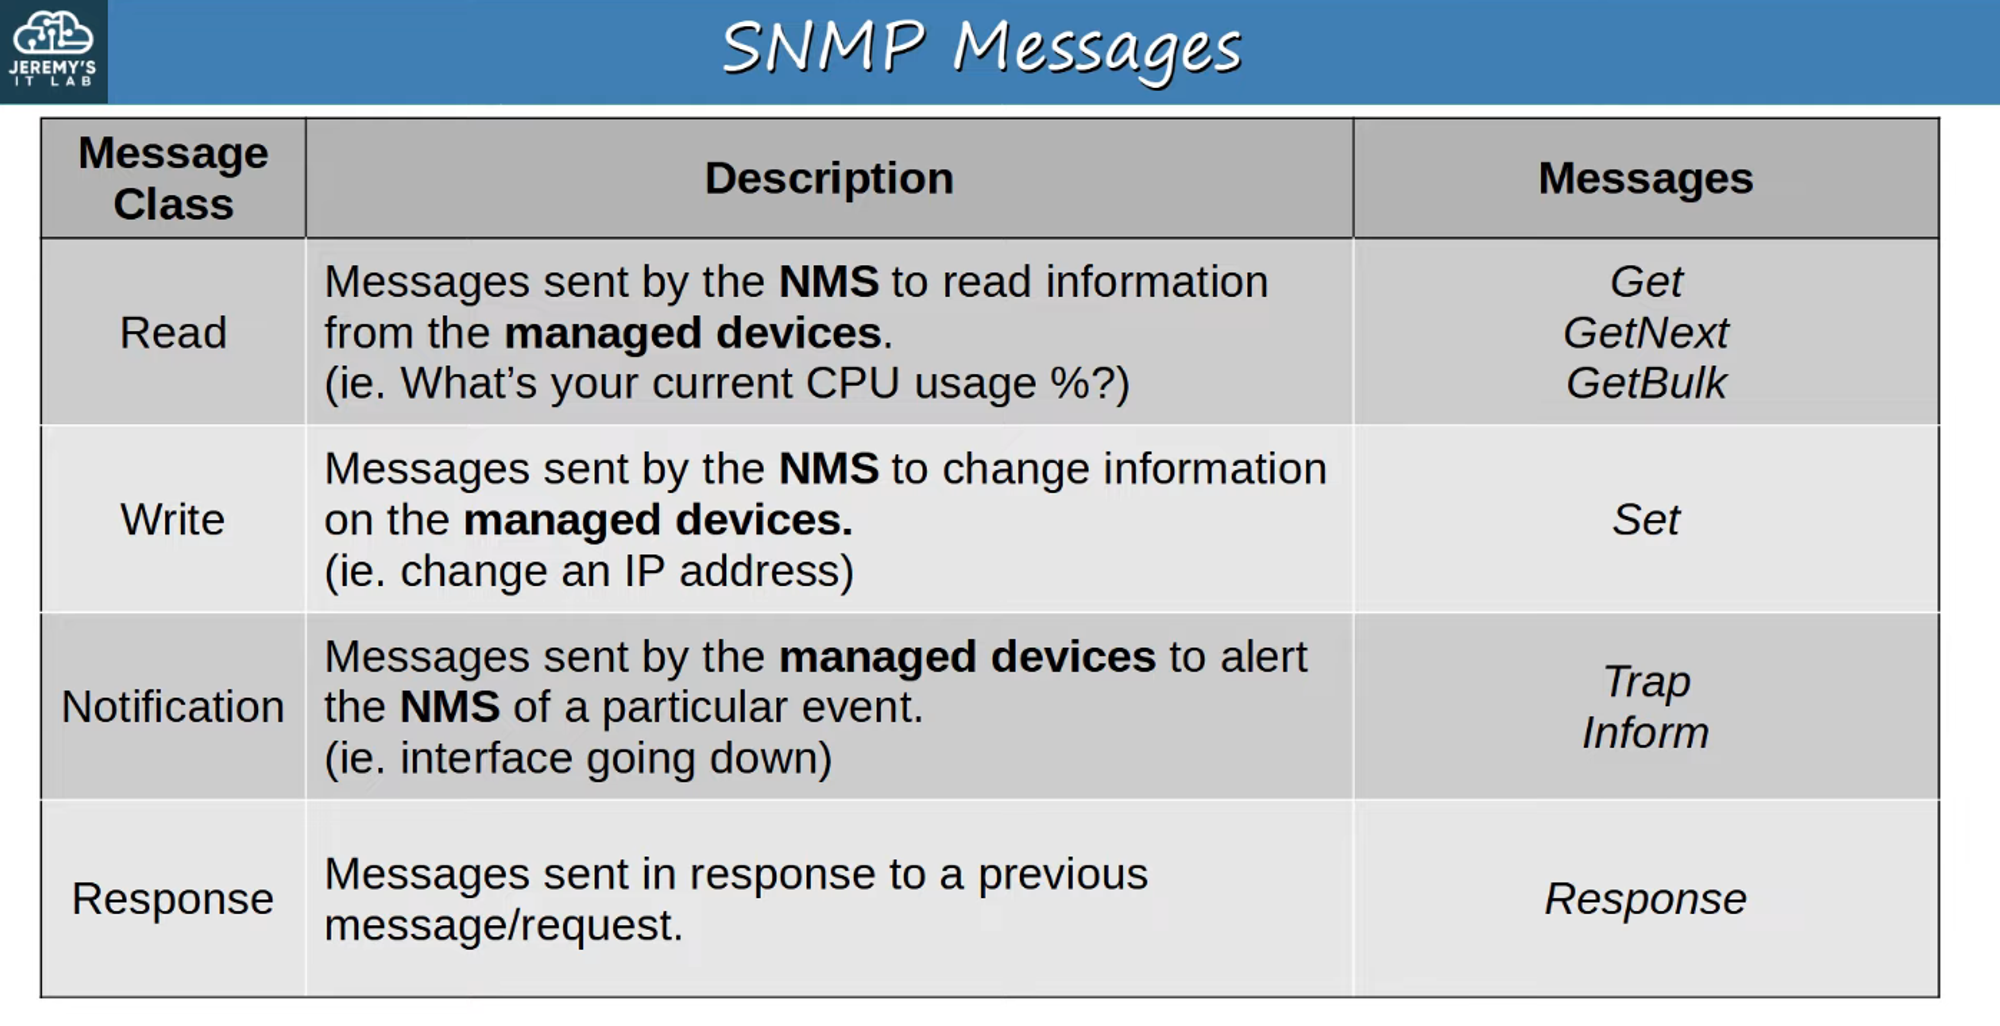 JEREMY'S
IT LAB
SNMP Messages
Message
Class
Description
Messages
Read
Messages sent by the NMS to read information
from the managed devices.
(ie. What's your current CPU usage %?)
Get
GetNext
GetBulk
Write
Messages sent by the NMS to change information
on the managed devices.
(ie. change an IP address)
Set
Notification
Messages sent by the managed devices to alert
the NMS of a particular event.
(ie. interface going down)
Trap
Inform
Response
Messages sent in response to a previous
message/request.
Response